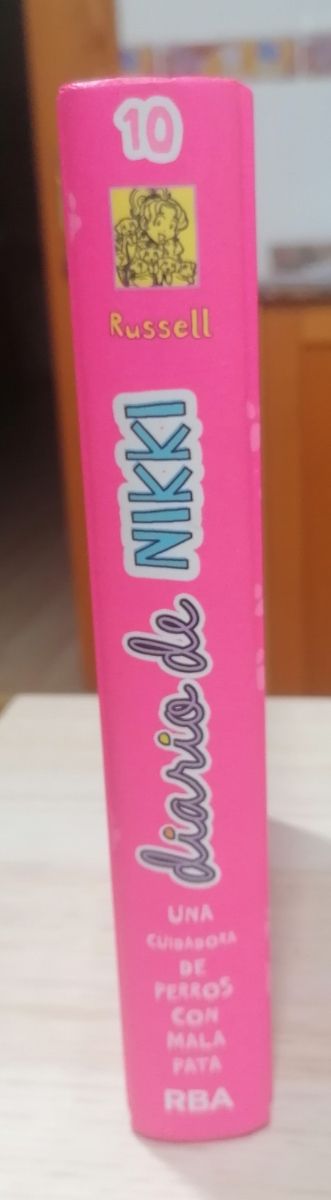 10
Russell
diario de NIKKI
UNA
CUIDADORA
DE
PERROS
CON
MALA
PATA
RBA